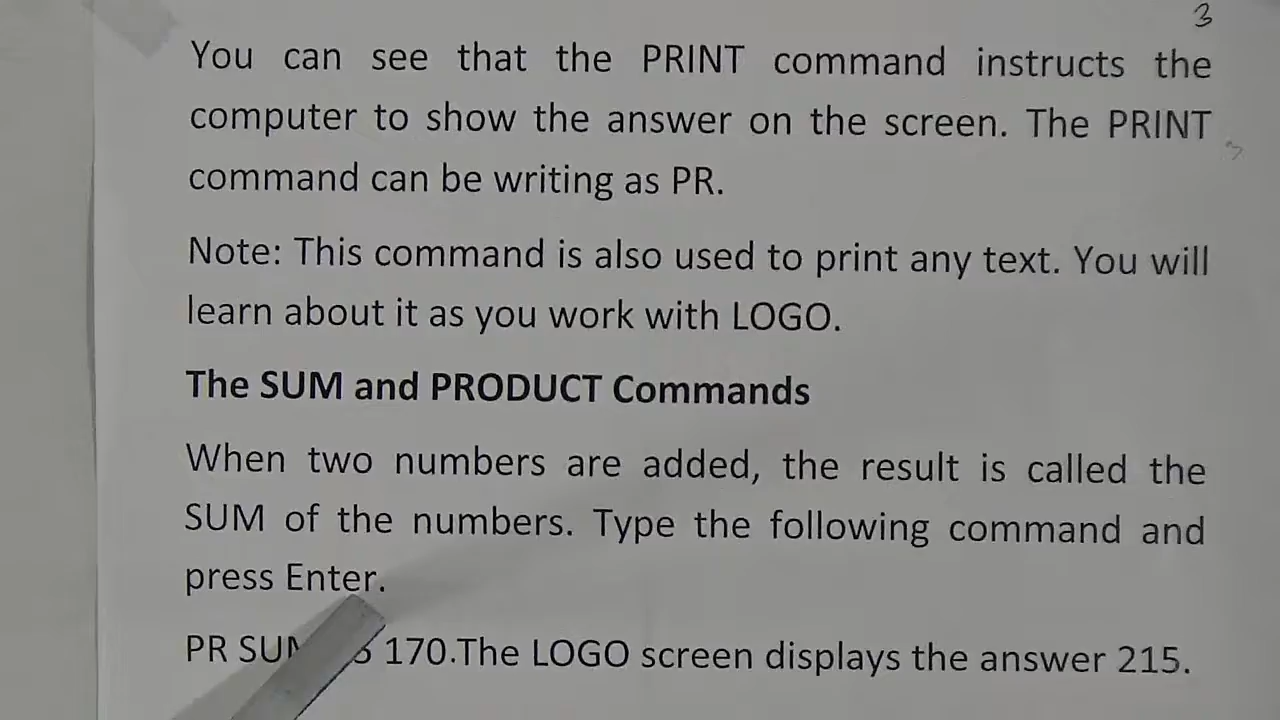 3
You can see that the PRINT command instructs the
computer to show the answer on the screen. The PRINT
command can be writing as PR.
Note: This command is also used to print any text. You will
learn about it as you work with LOGO.
The SUM and PRODUCT Commands
When two numbers are added, the result is called the
SUM of the numbers. Type the following command and
press Enter.
PR 170.The LOGO screen displays the answer 215.